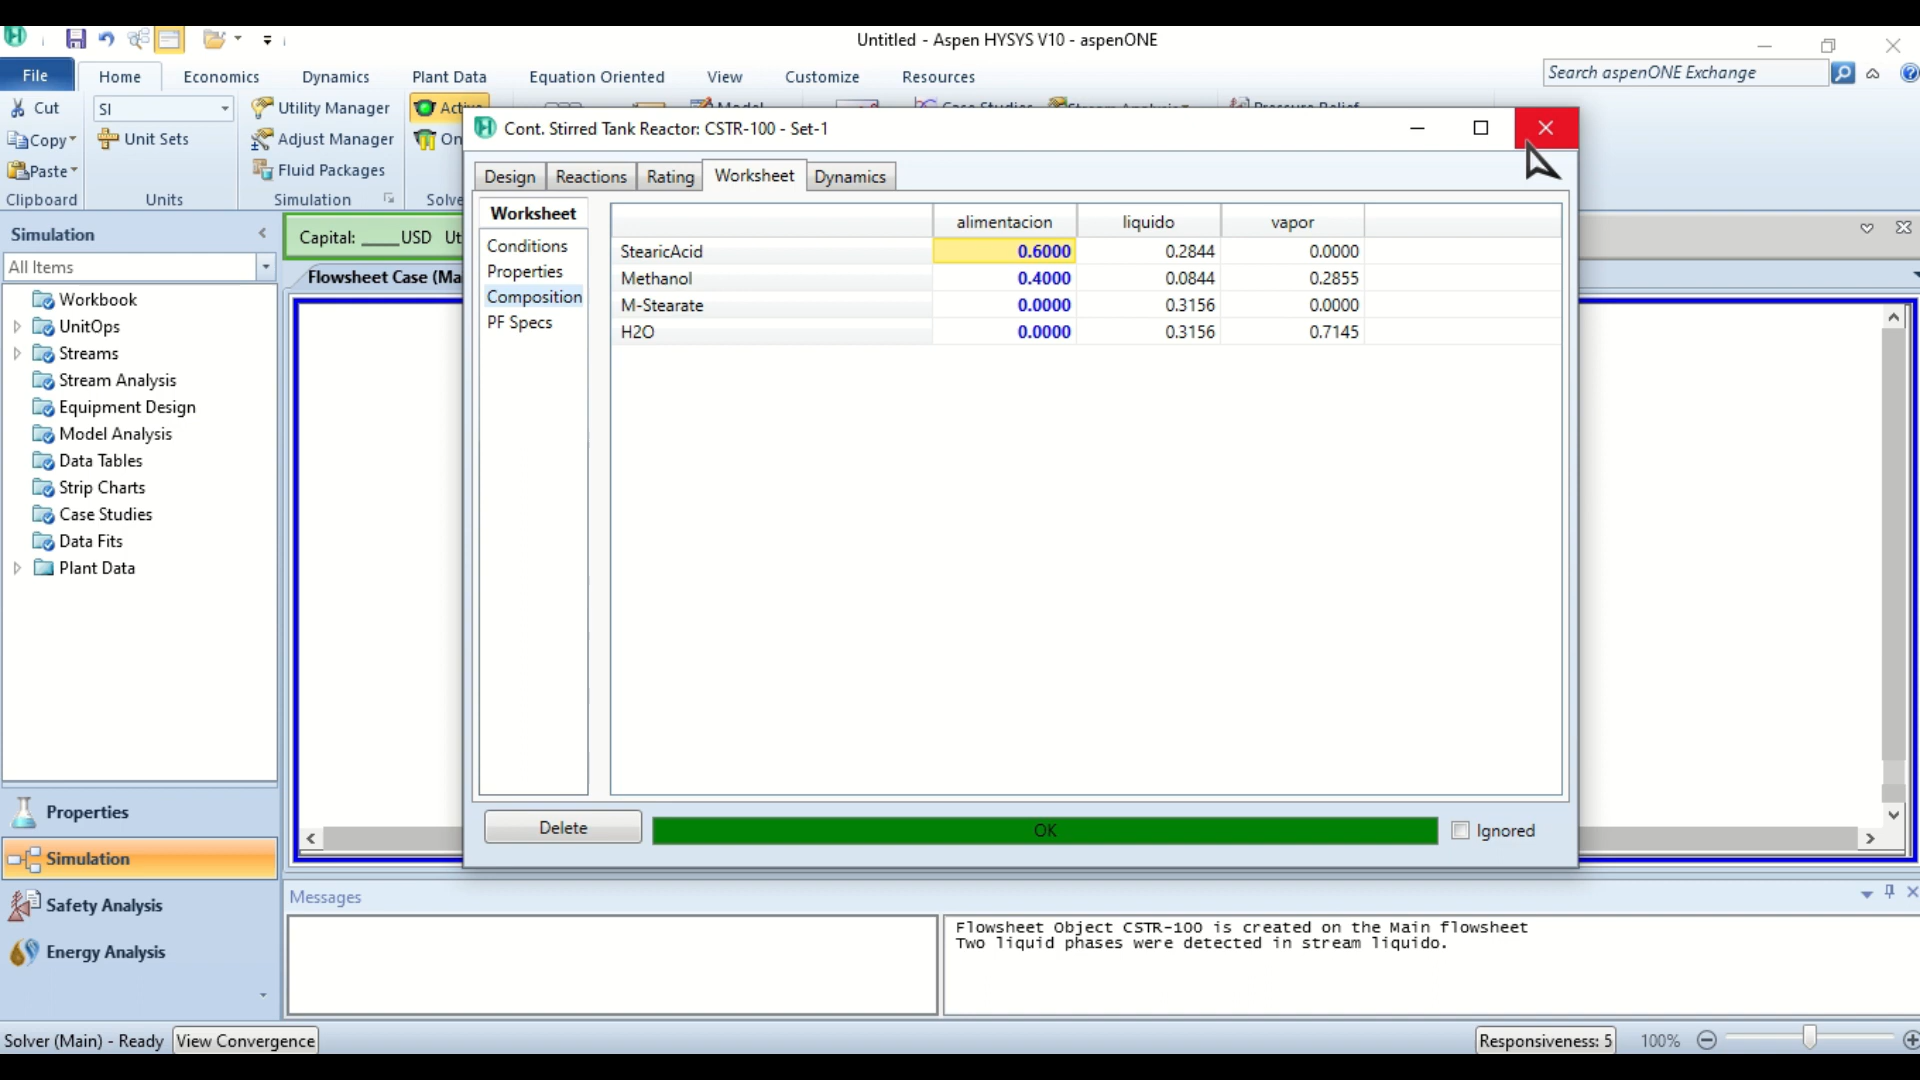 Untitled - Aspen HYSYS V10 - aspenONE
File Home Economics Dynamics Plant Data Equation Oriented View Customize Resources
Search aspenONE Exchange
Cut
Copy
Paste
Clipboard
SI
Unit Sets
Units
Utility Manager
Adjust Manager
Fluid Packages
Simulation
Cont. Stirred Tank Reactor: CSTR-100 - Set-1
Design Reactions Rating Worksheet Dynamics
Worksheet
Conditions
Properties
Composition
PF Specs
alimentacion liquido vapor
StearicAcid 0.6000 0.2844 0.0000
Methanol 0.4000 0.0844 0.2855
M-Stearate 0.0000 0.3156 0.0000
H2O 0.0000 0.3156 0.7145
Delete
OK
Ignored
Simulation
All Items
Workbook
UnitOps
Streams
Stream Analysis
Equipment Design
Model Analysis
Data Tables
Strip Charts
Case Studies
Data Fits
Plant Data
Properties
Simulation
Safety Analysis
Energy Analysis
Capital: ____USD
Flowsheet Case
Messages
Flowsheet Object CSTR-100 is created on the Main flowsheet
Two liquid phases were detected in stream liquido.
Solver (Main) - Ready
View Convergence
Responsiveness: 5
100%